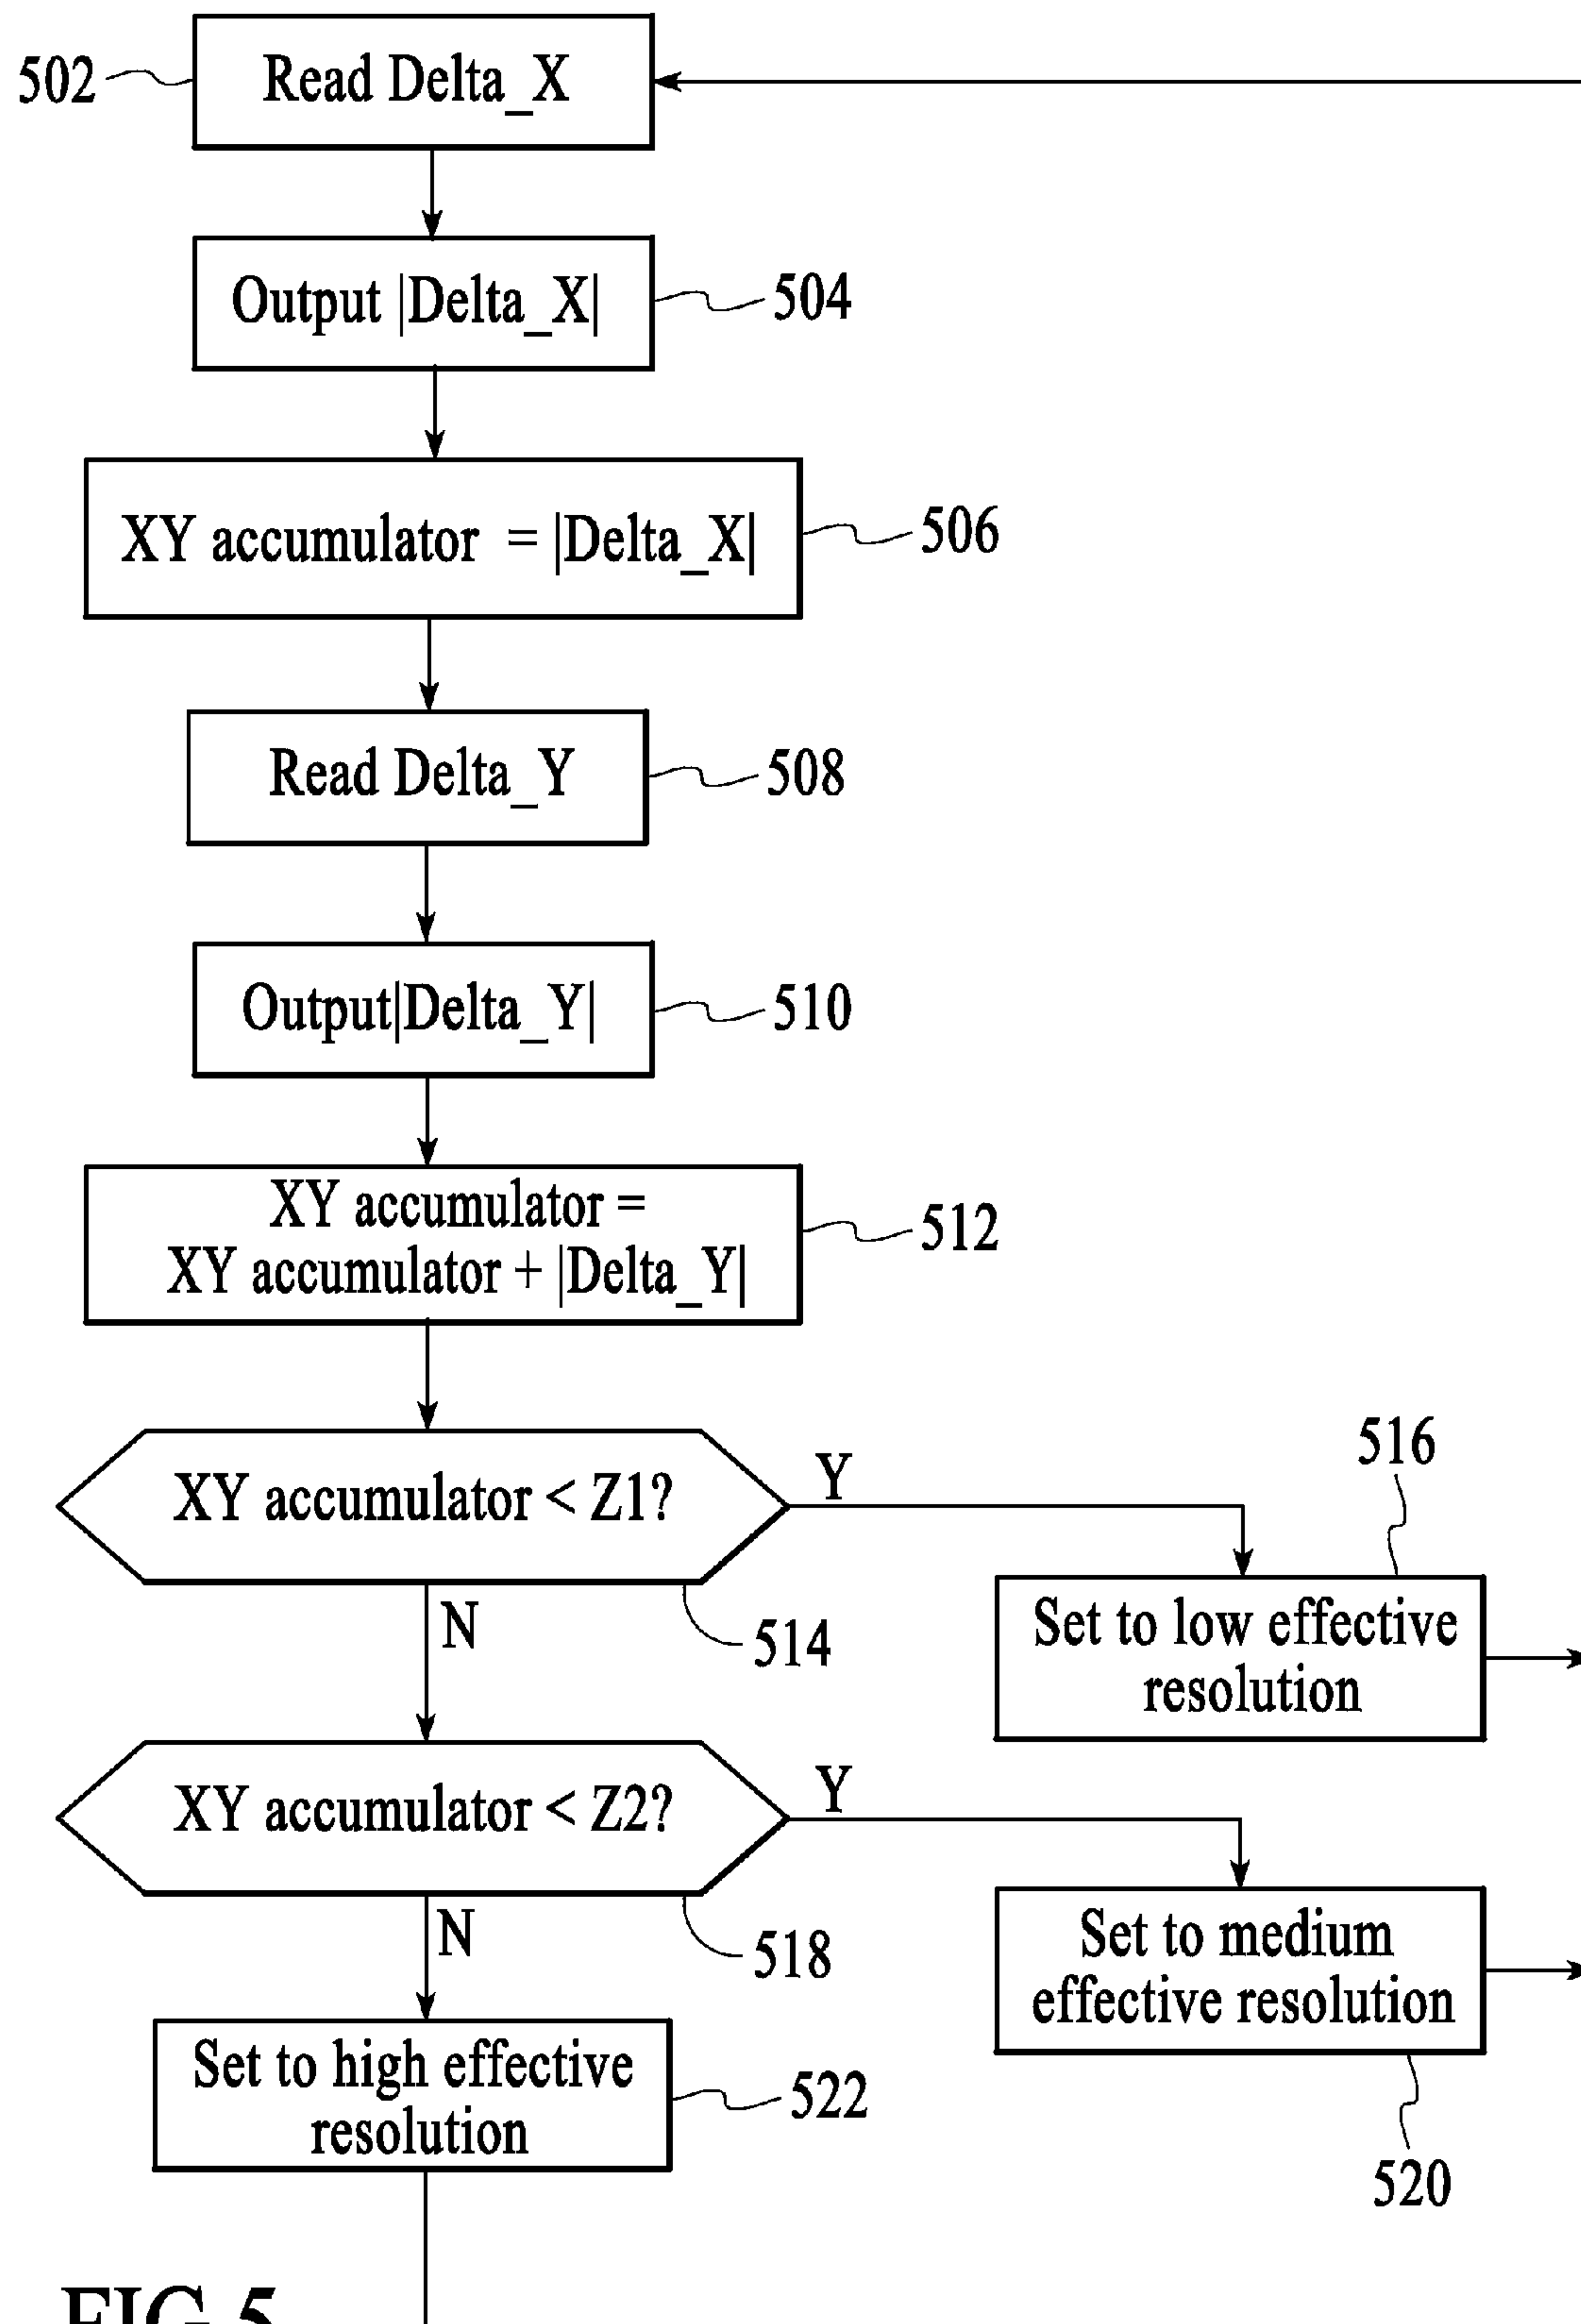 502
Read Delta_X
Output |Delta_X|
504
XY accumulator = |Delta_X|
506
Read Delta_Y
508
Output|Delta_Y|
510
XY accumulator =
XY accumulator + |Delta_Y|
512
XY accumulator < Z1?
Y
N
514
516
Set to low effective
resolution
XY accumulator < Z2?
Y
N
518
Set to medium
effective resolution
520
Set to high effective
resolution
522
FIG.5